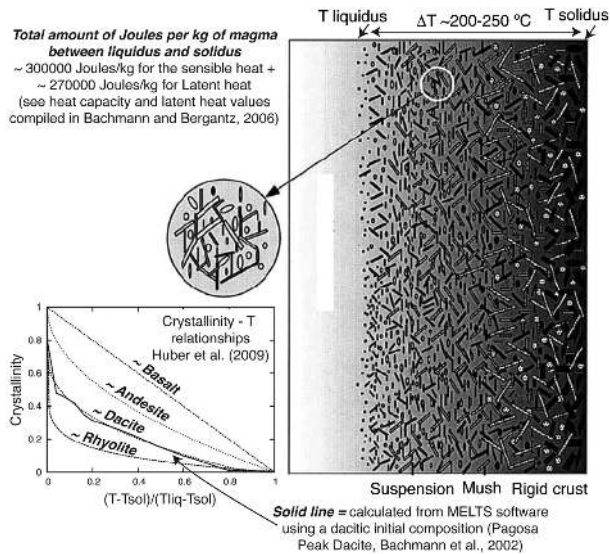 Total amount of Joules per kg of magma
between liquidus and solidus
~ 300000 Joules/kg for the sensible heat +
~ 270000 Joules/kg for Latent heat
(see heat capacity and latent heat values
compiled in Bachmann and Bergantz, 2006)
T liquidus
ΔT ~200-250 ºC
T solidus
Crystallinity - T
relationships
Huber et al. (2009)
~ Basalt
~ Andesite
~ Dacite
~ Rhyolite
Crystallinity
1
0.8
0.6
0.4
0.2
0
0 0.2 0.4 0.6 0.8 1
(T-Tsol)/(Tliq-Tsol)
Suspension Mush Rigid crust
Solid line = calculated from MELTS software
using a dacitic initial composition (Pagosa
Peak Dacite, Bachmann et al., 2002)